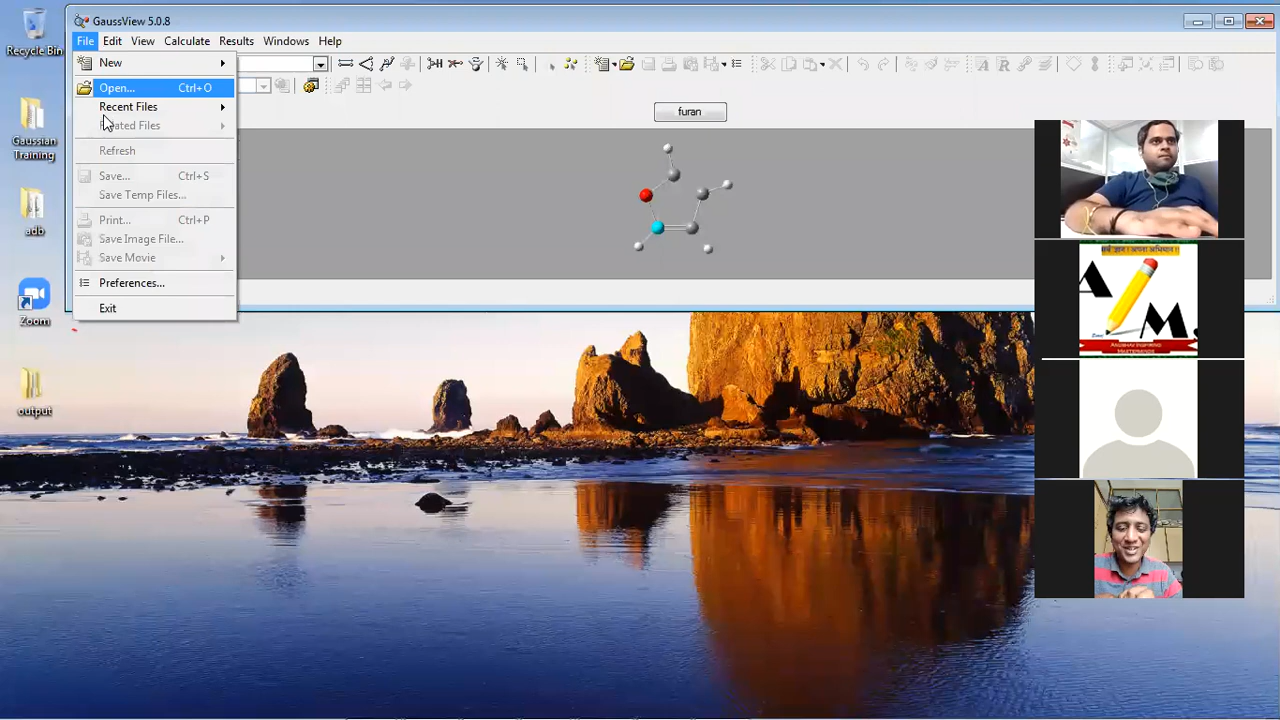 GaussView 5.0.8
File Edit View Calculate Results Windows Help
New
Open... Ctrl+O
Recent Files
Related Files
Refresh
Save... Ctrl+S
Save Temp Files...
Print... Ctrl+P
Save Image File...
Save Movie
Preferences...
Exit
furan
A R
Recycle Bin
Gaussian
Training
adb
Zoom
output
A
M